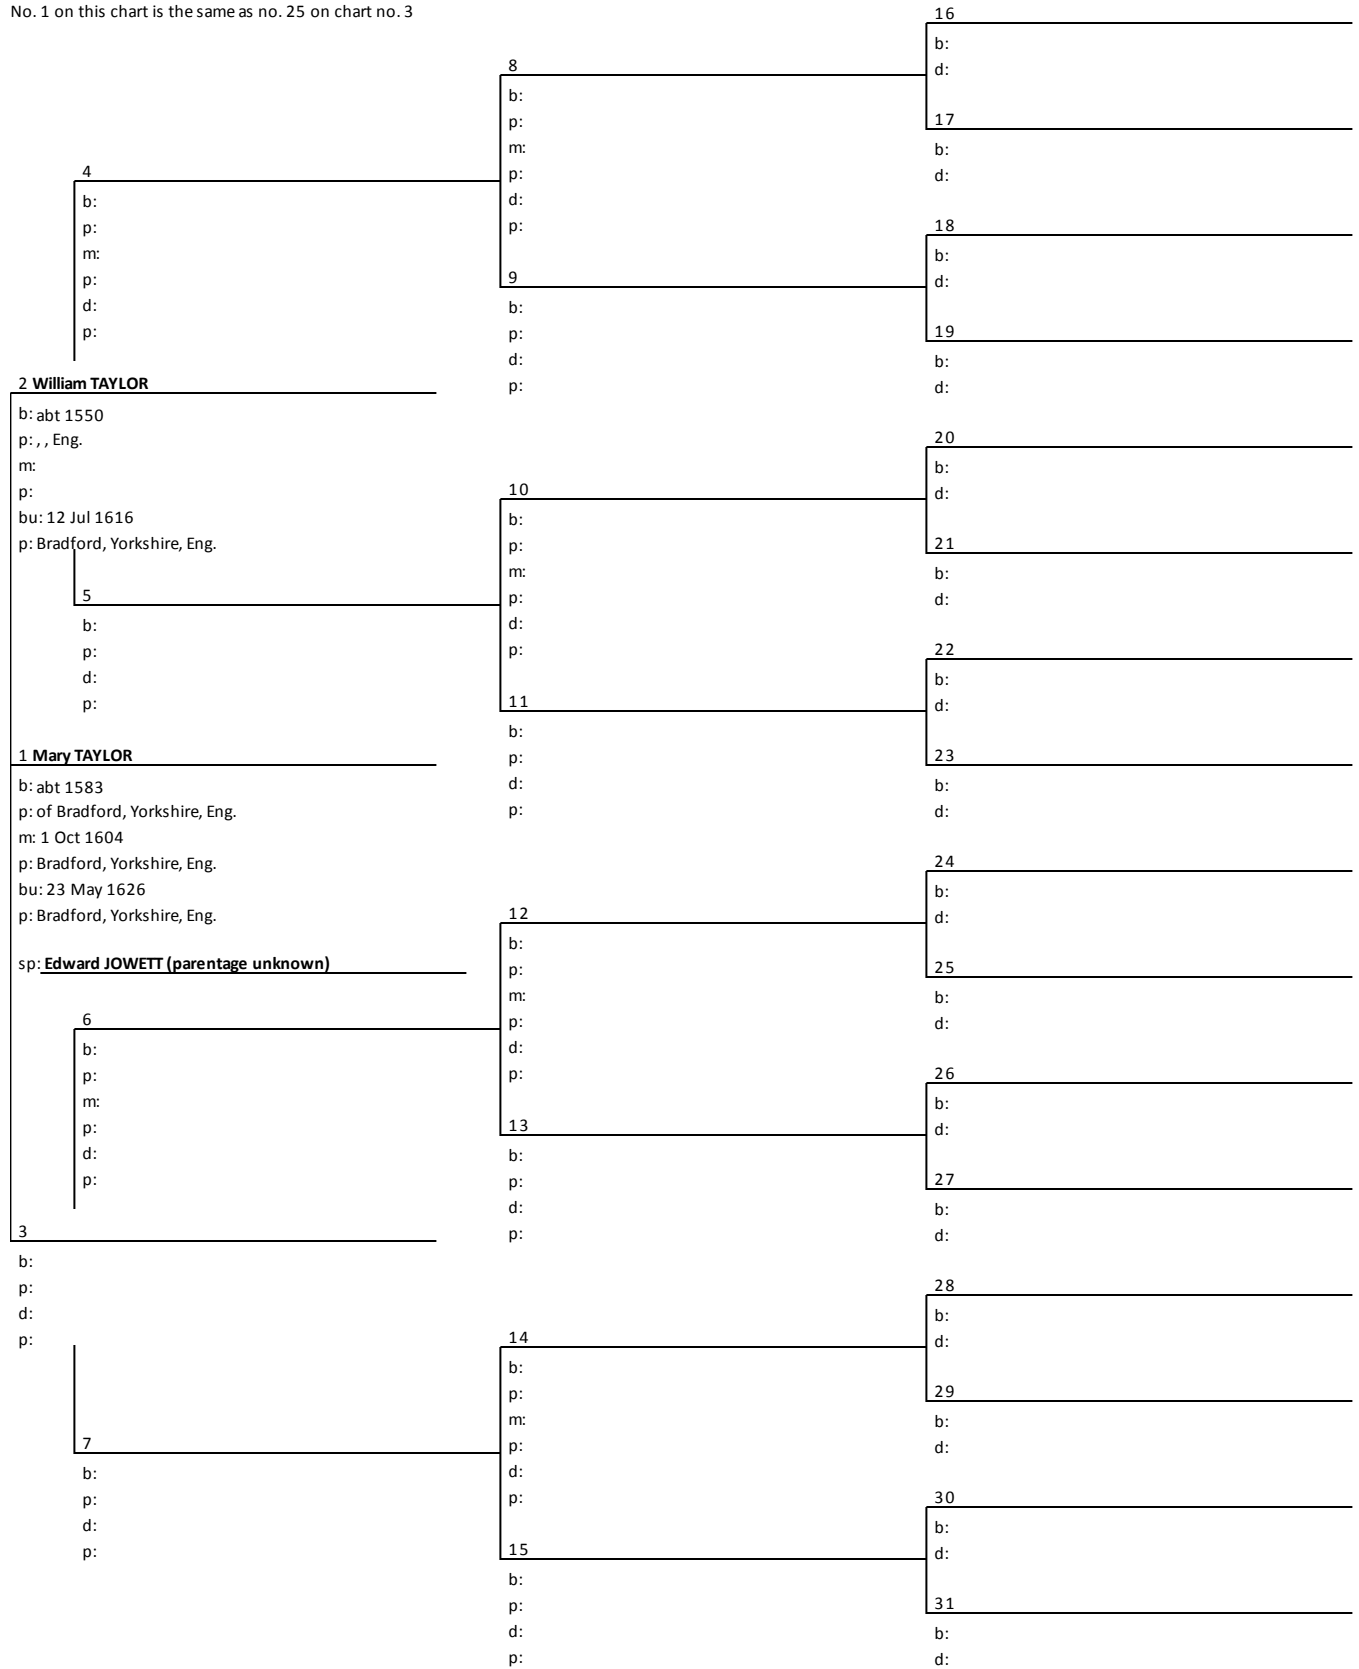 No. 1 on this chart is the same as no. 25 on chart no. 3
4
b:
p:
m:
p:
d:
p:
2 William TAYLOR
b: abt 1550
p: , , Eng.
m:
p:
bu: 12 Jul 1616
p: Bradford, Yorkshire, Eng.
5
b:
p:
d:
p:
1 Mary TAYLOR
b: abt 1583
p: of Bradford, Yorkshire, Eng.
m: 1 Oct 1604
p: Bradford, Yorkshire, Eng.
bu: 23 May 1626
p: Bradford, Yorkshire, Eng.
sp: Edward JOWETT (parentage unknown)
6
b:
p:
m:
p:
d:
p:
3
b:
p:
d:
p:
7
b:
p:
d:
p:
8
b:
p:
m:
p:
d:
p:
9
b:
p:
d:
p:
10
b:
p:
m:
p:
d:
p:
11
b:
p:
d:
p:
12
b:
p:
m:
p:
d:
p:
13
b:
p:
d:
p:
14
b:
p:
m:
p:
d:
p:
15
b:
p:
d:
p:
16
b:
d:
17
b:
d:
18
b:
d:
19
b:
d:
20
b:
d:
21
b:
d:
22
b:
d:
23
b:
d:
24
b:
d:
25
b:
d:
26
b:
d:
27
b:
d:
28
b:
d:
29
b:
d:
30
b:
d:
31
b:
d: